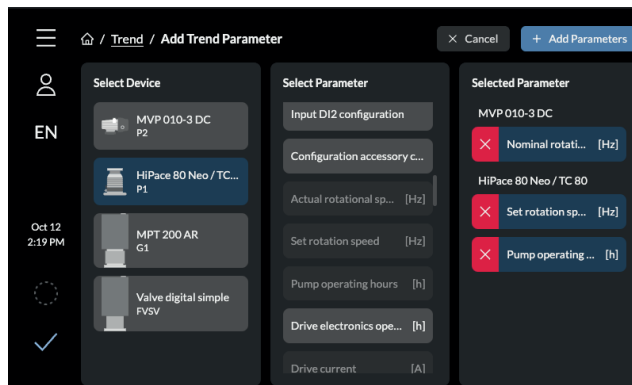 / Trend / Add Trend Parameter
× Cancel
+ Add Parameters
Select Device
MVP 010-3 DC
P2
HiPace 80 Neo / TC...
P1
MPT 200 AR
G1
Valve digital simple
FVSV
Select Parameter
Input DI2 configuration
Configuration accessory c...
Actual rotational sp... [Hz]
Set rotation speed [Hz]
Pump operating hours [h]
Drive electronics ope... [h]
Drive current [A]
Selected Parameter
MVP 010-3 DC
Nominal rotati... [Hz]
HiPace 80 Neo / TC 80
Set rotation sp... [Hz]
Pump operating ... [h]
EN
Oct 12
2:19 PM